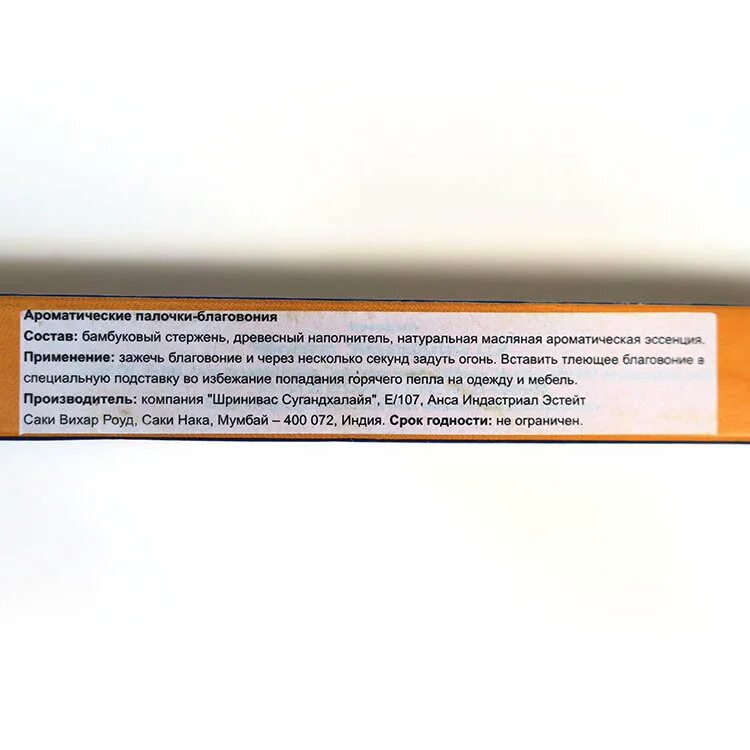 Ароматические палочки-благовония
Состав: бамбуковый стержень, древесный наполнитель, натуральная масляная ароматическая эссенция.
Применение: зажечь благовоние и через несколько секунд задуть огонь. Вставить тлеющее благовоние в
специальную подставку во избежание попадания горячего пепла на одежду и мебель.
Производитель: компания "Шринивас Сугандхалайя", Е/107, Анса Индастриал Эстейт
Саки Вихар Роуд, Саки Нака, Мумбай – 400 072, Индия. Срок годности: не ограничен.